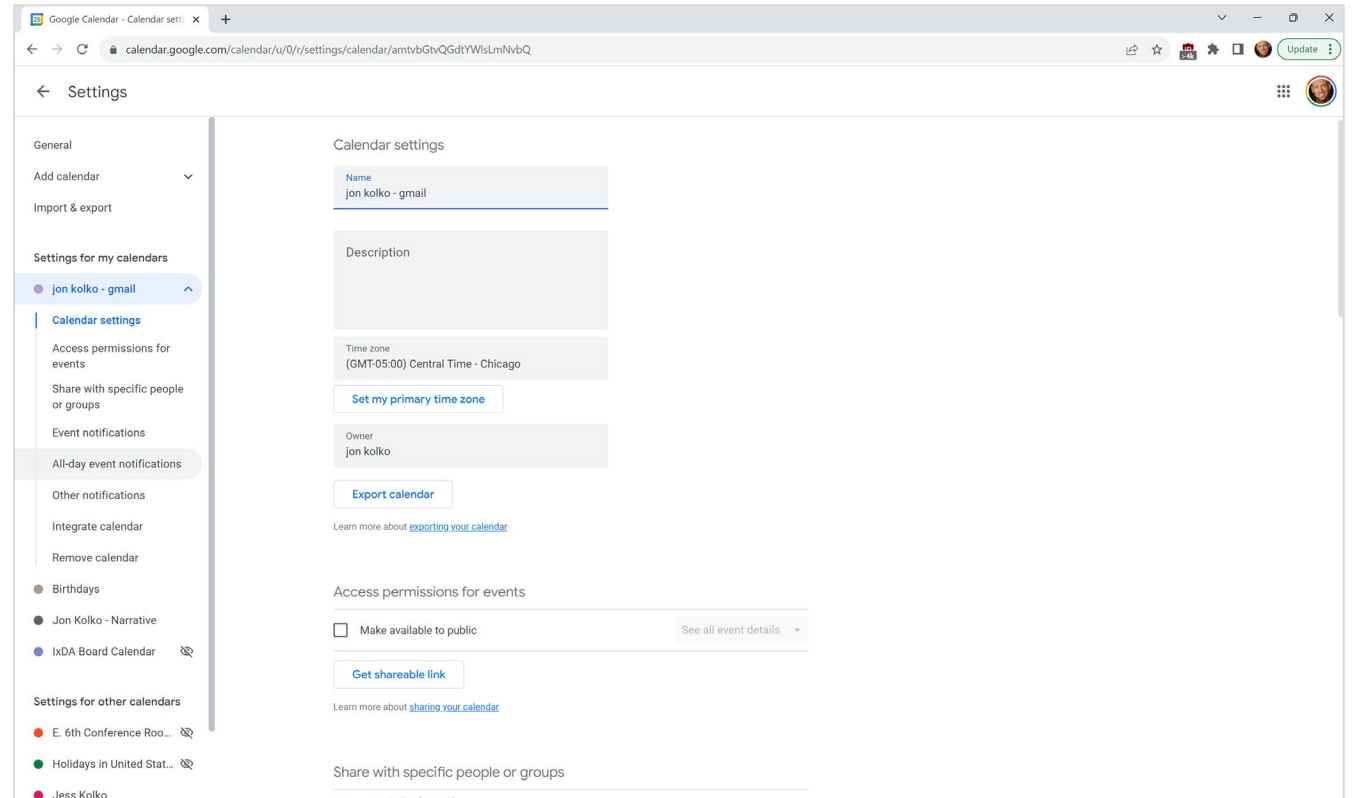 Google Calendar - Calendar setti
calendar.google.com/calendar/u/0/r/settings/calendar/amtvbGtvQGdtYWlsLmNvbQ
>4k
Update
Settings
General
Add calendar
Import & export
Settings for my calendars
jon kolko - gmail
Calendar settings
Access permissions for
events
Share with specific people
or groups
Event notifications
All-day event notifications
Other notifications
Integrate calendar
Remove calendar
Birthdays
Jon Kolko - Narrative
IxDA Board Calendar
Settings for other calendars
E. 6th Conference Roo...
Holidays in United Stat...
Jess Kolko
Calendar settings
Name
jon kolko - gmail
Description
Time zone
(GMT-05:00) Central Time - Chicago
Set my primary time zone
Owner
jon kolko
Export calendar
Learn more about exporting your calendar
Access permissions for events
Make available to public
See all event details
Get shareable link
Learn more about sharing your calendar
Share with specific people or groups